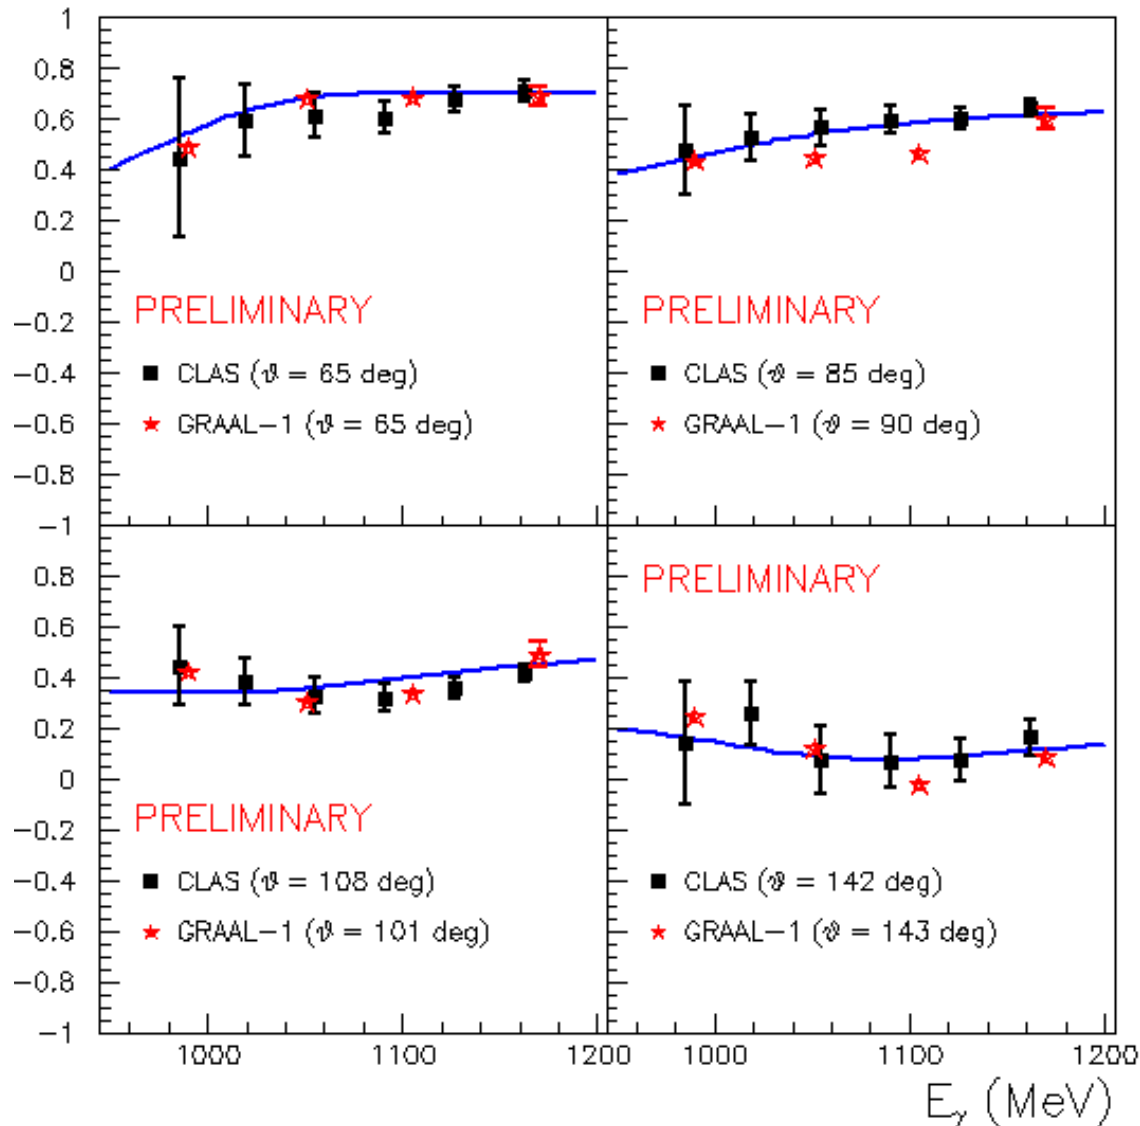 1
0.8
0.6
0.4
0.2
0
−0.2
−0.4
−0.6
−0.8
−1
PRELIMINARY
CLAS (ϑ = 65 deg)
GRAAL−1 (ϑ = 65 deg)
PRELIMINARY
CLAS (ϑ = 85 deg)
GRAAL−1 (ϑ = 90 deg)
0.8
0.6
0.4
0.2
0
−0.2
−0.4
−0.6
−0.8
−1
PRELIMINARY
CLAS (ϑ = 108 deg)
GRAAL−1 (ϑ = 101 deg)
PRELIMINARY
CLAS (ϑ = 142 deg)
GRAAL−1 (ϑ = 143 deg)
1000 1100 1200 1000 1100 1200
Eγ (MeV)